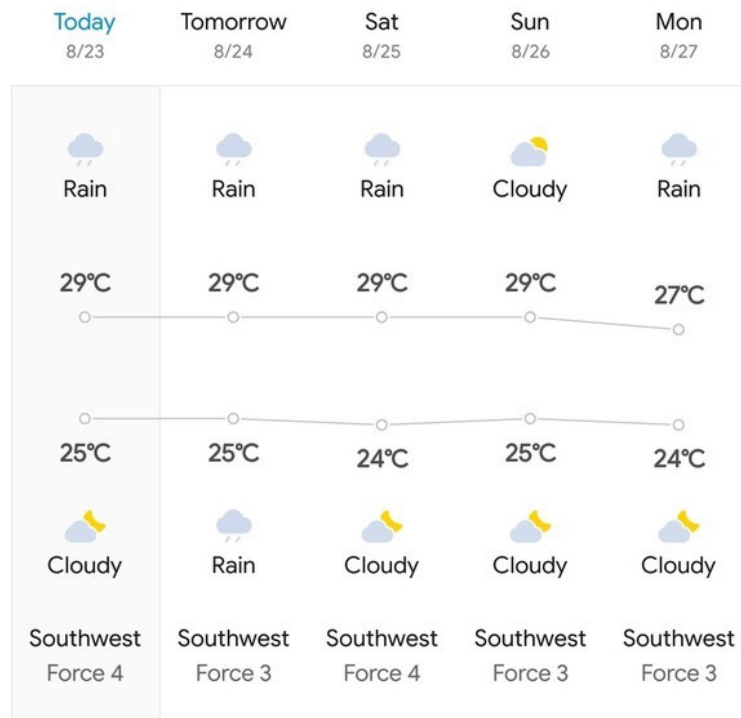 Today Tomorrow Sat Sun Mon
8/23 8/24 8/25 8/26 8/27
Rain Rain Rain Cloudy Rain
29°C 29°C 29°C 29°C 27°C
25°C 25°C 24°C 25°C 24°C
Cloudy Rain Cloudy Cloudy Cloudy
Southwest Southwest Southwest Southwest Southwest
Force 4 Force 3 Force 4 Force 3 Force 3